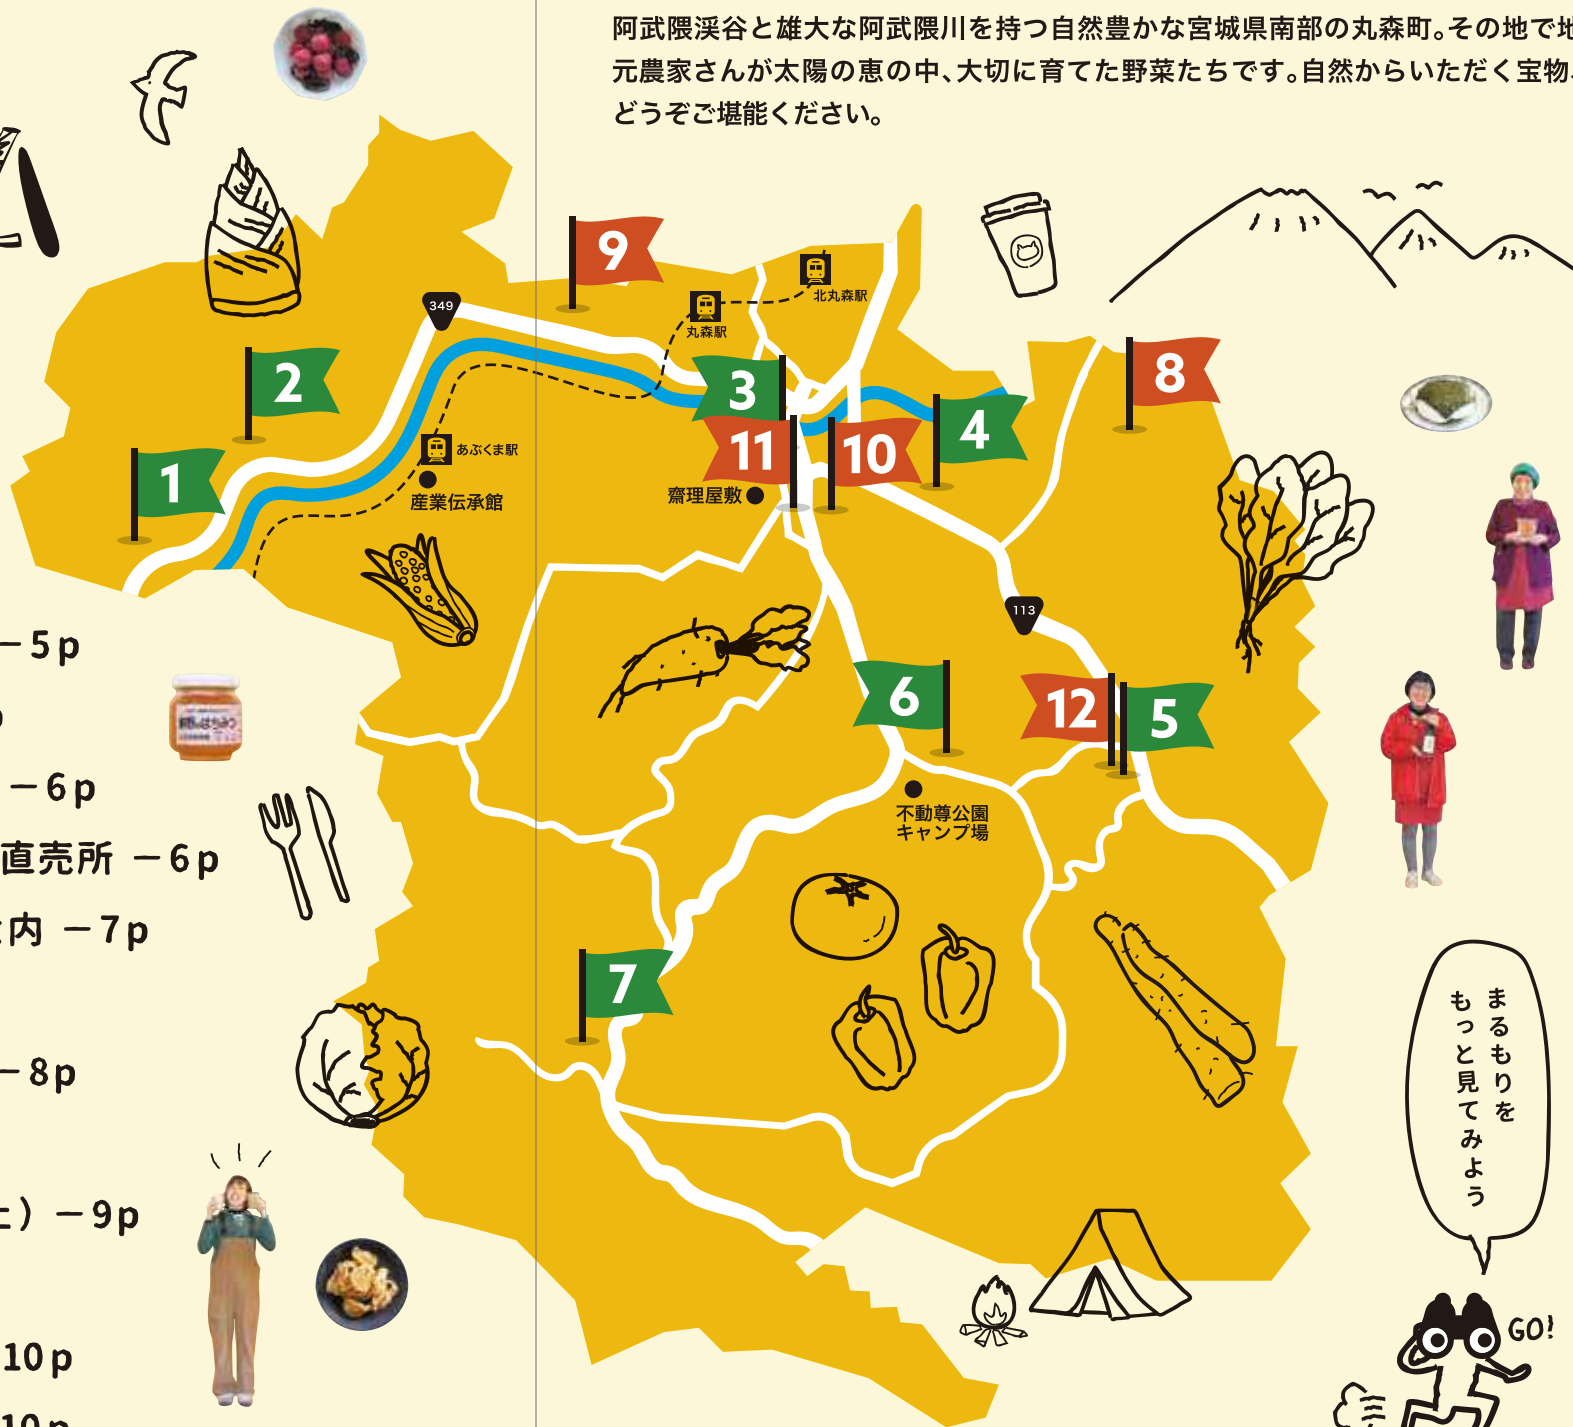 阿武隈渓谷と雄大な阿武隈川を持つ自然豊かな宮城県南部の丸森町。その地で地
元農家さんが太陽の恵の中、大切に育てた野菜たちです。自然からいただく宝物、
どうぞご堪能ください。
9
北丸森駅
丸森駅
349
2
3
8
4
11
10
あぶくま駅
産業伝承館
齋理屋敷
1
113
－5p
6
12
5
－6p
不動尊公園
キャンプ場
直売所 －6p
内 －7p
7
まるもりを
もっと見てみよう
－8p
）－9p
GO!
10p
10p